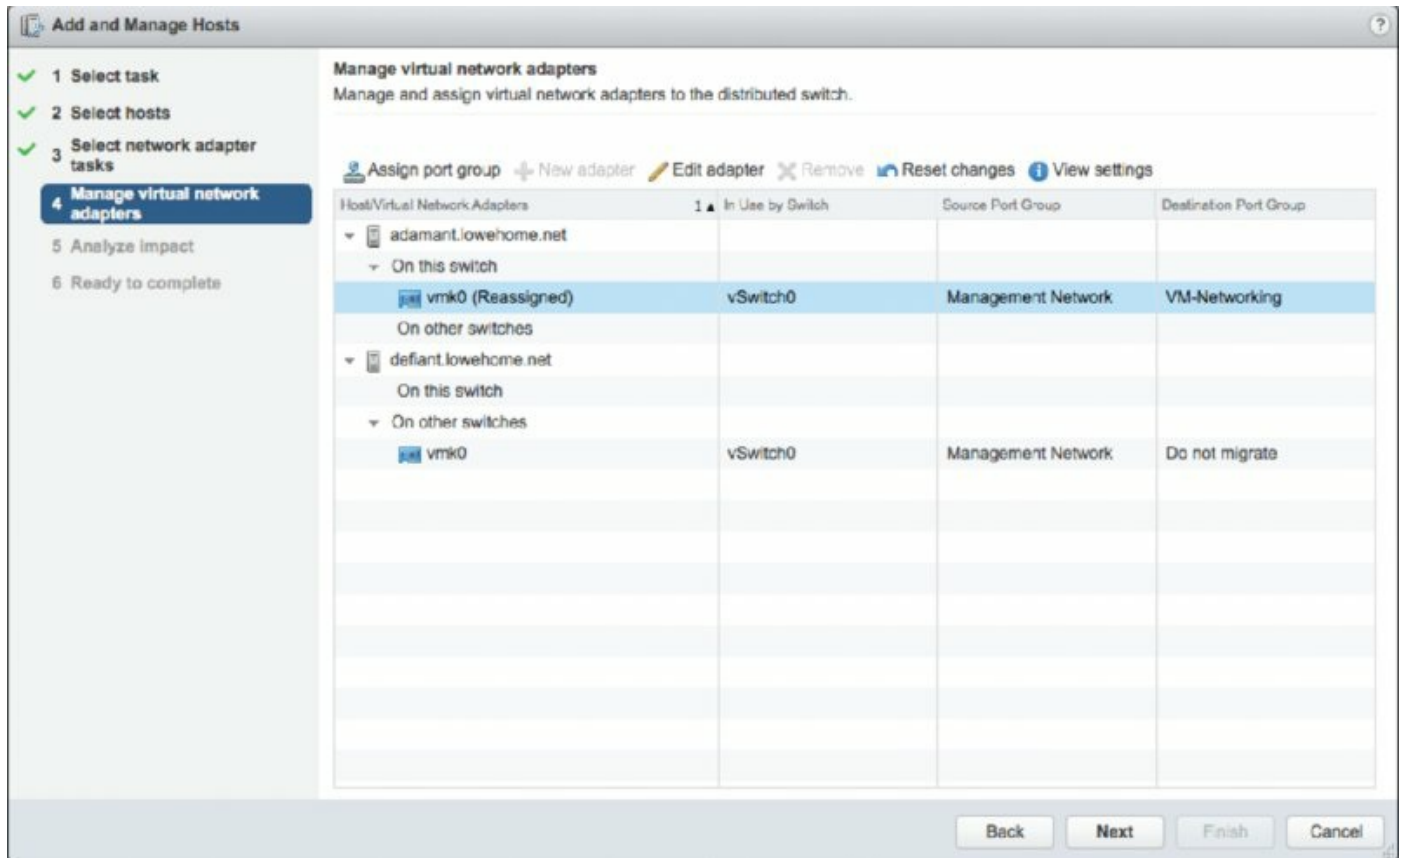 Add and Manage Hosts
?
1 Select task
2 Select hosts
3 Select network adapter
tasks
4 Manage virtual network
adapters
5 Analyze impact
6 Ready to complete
Manage virtual network adapters
Manage and assign virtual network adapters to the distributed switch.
Assign port group New adapter Edit adapter Remove Reset changes View settings
Host/Virtual Network Adapters 1 In Use by Switch Source Port Group Destination Port Group
adamant.lowehome.net
On this switch
vmk0 (Reassigned) vSwitch0 Management Network VM-Networking
On other switches
defiant.lowehome.net
On this switch
On other switches
vmk0 vSwitch0 Management Network Do not migrate
Back Next Finish Cancel